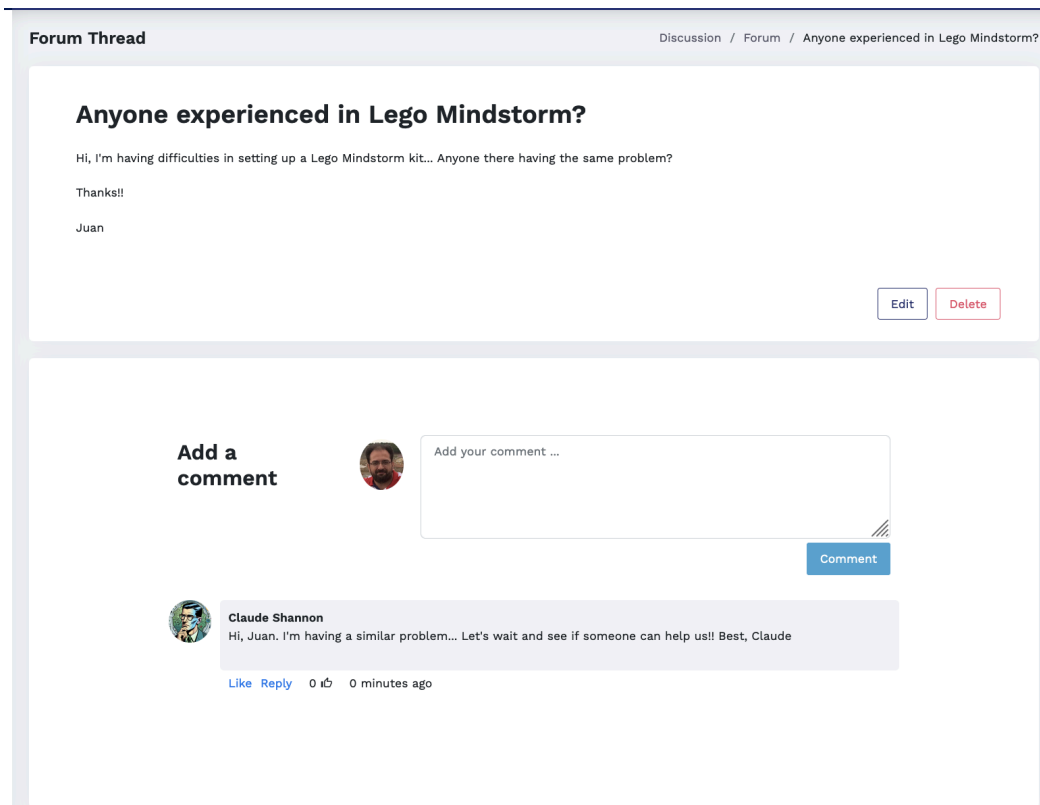 Forum Thread
Discussion / Forum / Anyone experienced in Lego Mindstorm?
Anyone experienced in Lego Mindstorm?
Hi, I'm having difficulties in setting up a Lego Mindstorm kit... Anyone there having the same problem?
Thanks!!
Juan
Edit
Delete
Add a
comment
Add your comment ...
Comment
Claude Shannon
Hi, Juan. I'm having a similar problem... Let's wait and see if someone can help us!! Best, Claude
Like Reply 0 0 minutes ago